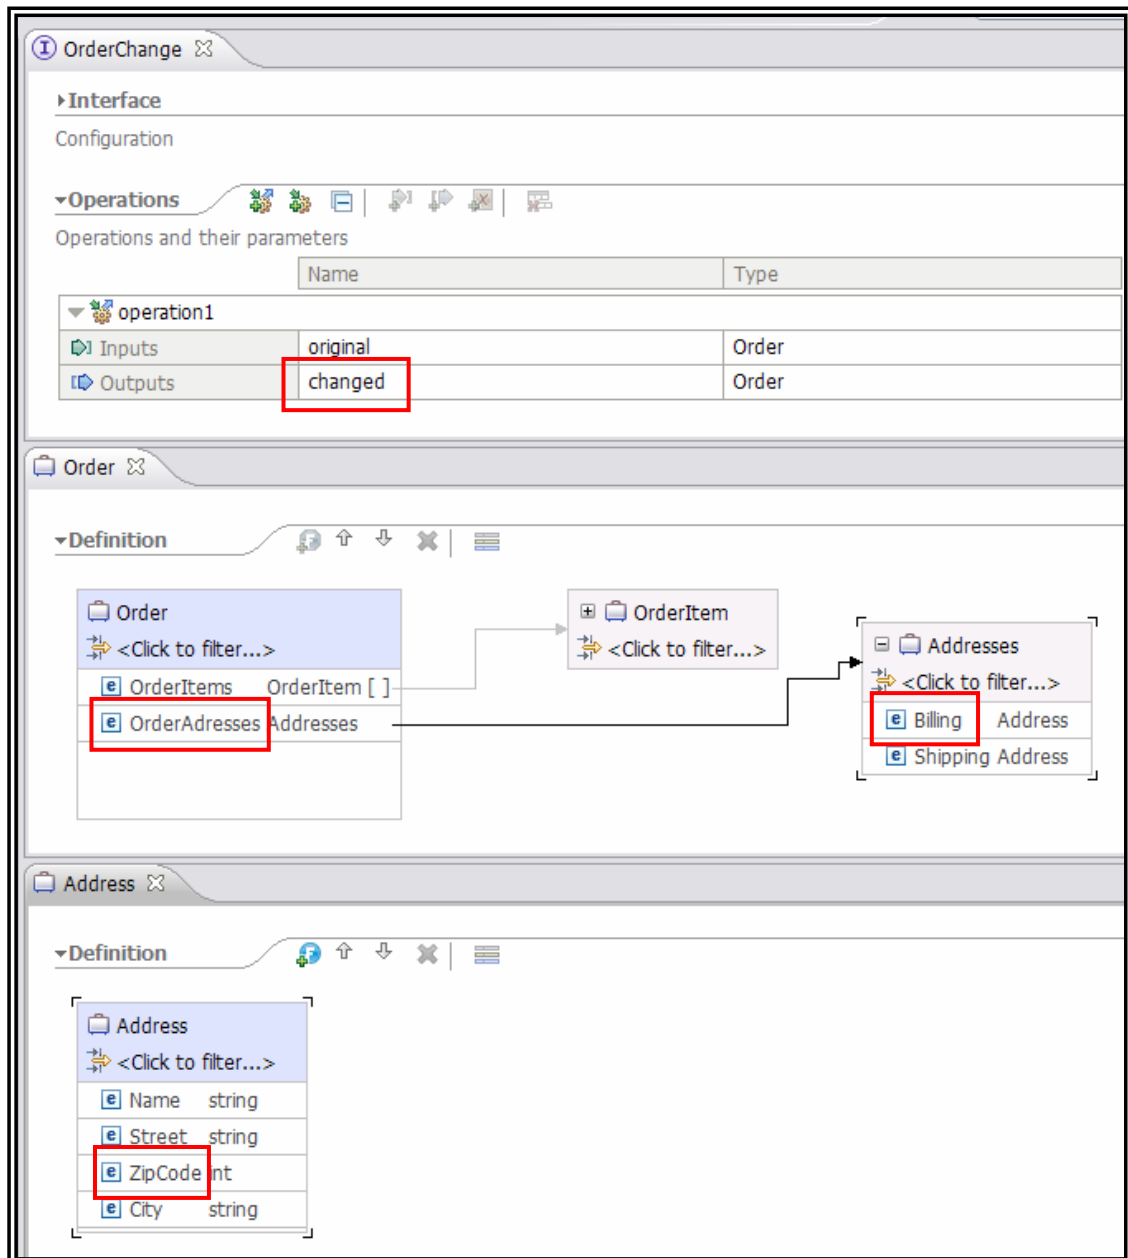 OrderChange
Interface
Configuration
Operations
Operations and their parameters
Name Type
operation1
Inputs original Order
Outputs changed Order
Order
Definition
Order
<Click to filter...>
OrderItems OrderItem [ ]
OrderAdresses Addresses
OrderItem
<Click to filter...>
Addresses
<Click to filter...>
Billing Address
Shipping Address
Address
Definition
Address
<Click to filter...>
Name string
Street string
ZipCode int
City string